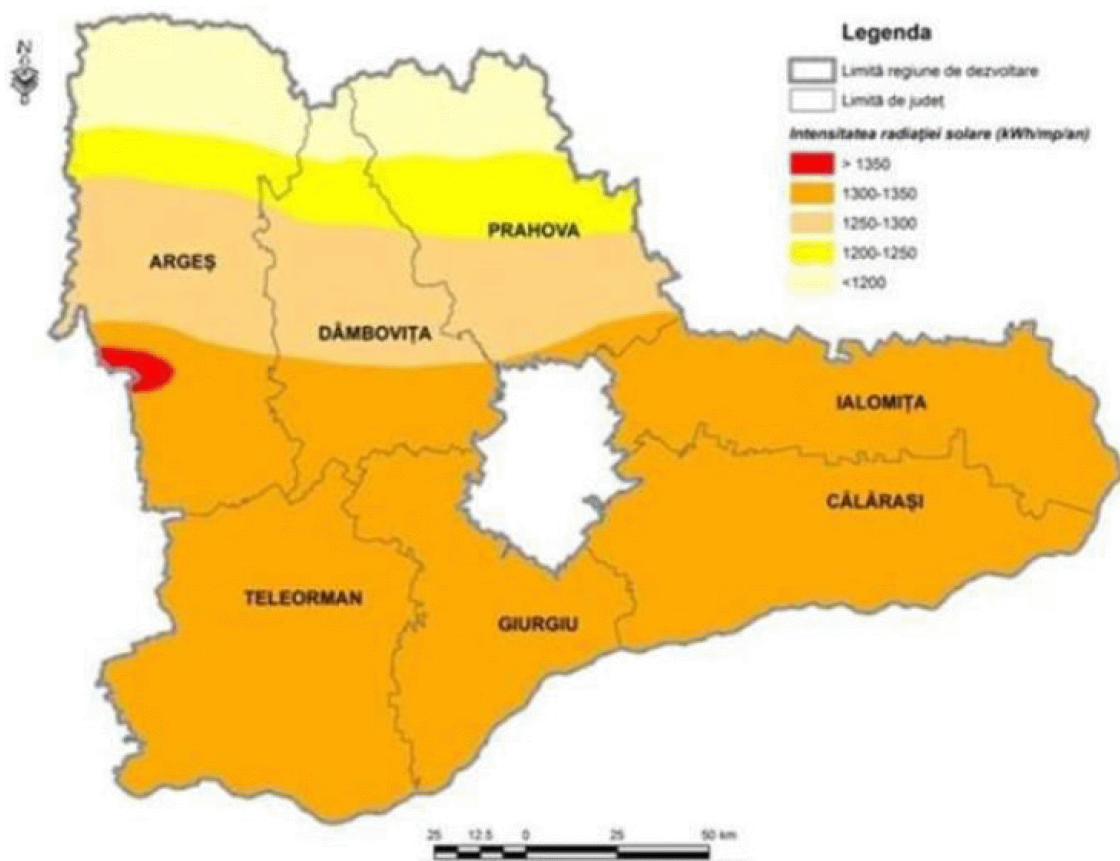 N
Legenda
Limită regiune de dezvoltare
Limită de județ
Intensitatea radiației solare (kWh/mp/an)
> 1350
1300-1350
1250-1300
1200-1250
<1200
PRAHOVA
ARGEȘ
DÂMBOVIȚA
IALOMIȚA
CĂLĂRAȘI
TELEORMAN
GIURGIU
25 12.5 0 25 50 km